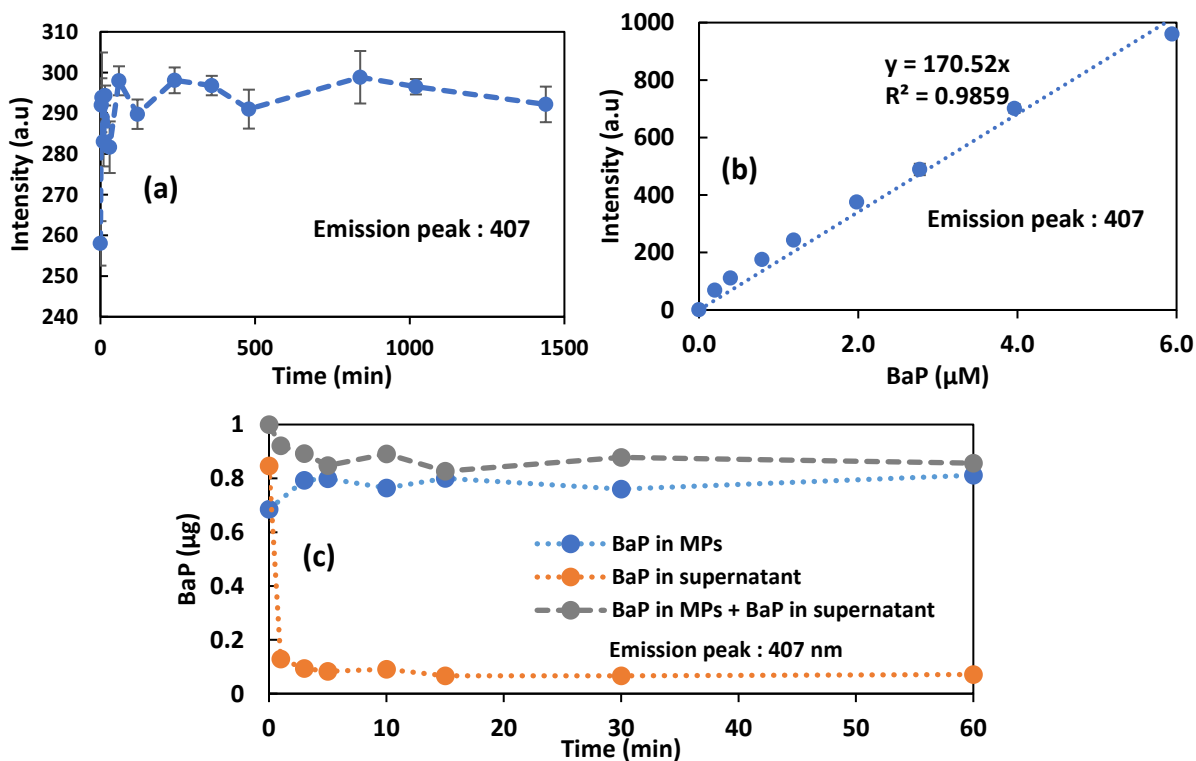 310
300
290
280
270
260
250
240
Intensity (a.u)
(a)
Emission peak : 407
0
500
1000
1500
Time (min)
1000
800
600
400
200
0
Intensity (a.u)
y = 170.52x
R² = 0.9859
(b)
Emission peak : 407
0.0
2.0
4.0
6.0
BaP (µM)
1
0.8
0.6
0.4
0.2
0
BaP (µg)
(c)
BaP in MPs
BaP in supernatant
BaP in MPs + BaP in supernatant
Emission peak : 407 nm
0
10
20
30
40
50
60
Time (min)